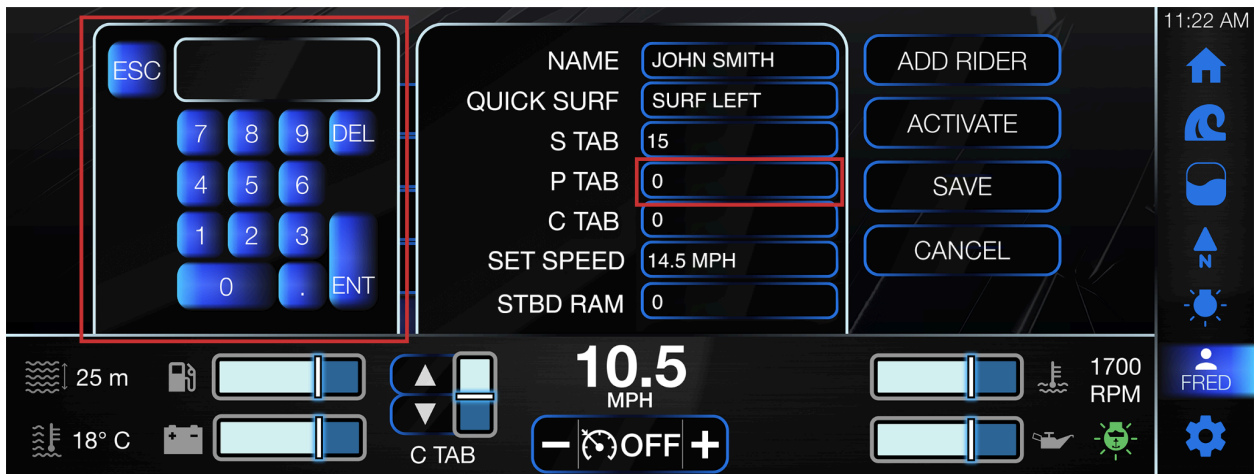 11:22 AM
ESC
7 8 9 DEL
4 5 6
1 2 3
0 . ENT
NAME JOHN SMITH
QUICK SURF SURF LEFT
S TAB 15
P TAB 0
C TAB 0
SET SPEED 14.5 MPH
STBD RAM 0
ADD RIDER
ACTIVATE
SAVE
CANCEL
N
FRED
25 m
18° C
C TAB
10.5
MPH
− OFF +
1700
RPM